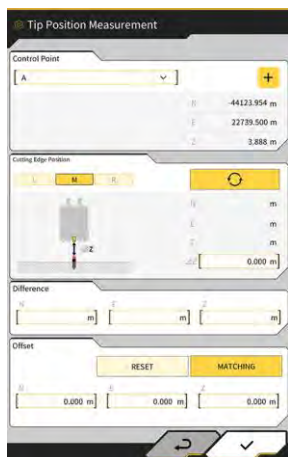 Tip Position Measurement
Control Point
[ A ]
+
N 44123.954 m
E 22739.500 m
Z 3.888 m
Cutting Edge Position
L M R
N m
E m
Z m
⊿Z
⊿Z [ 0.000 m]
Difference
N E Z
[ m] [ m] [ m]
Offset
RESET MATCHING
N E Z
[ 0.000 m] [ 0.000 m] [ 0.000 m]